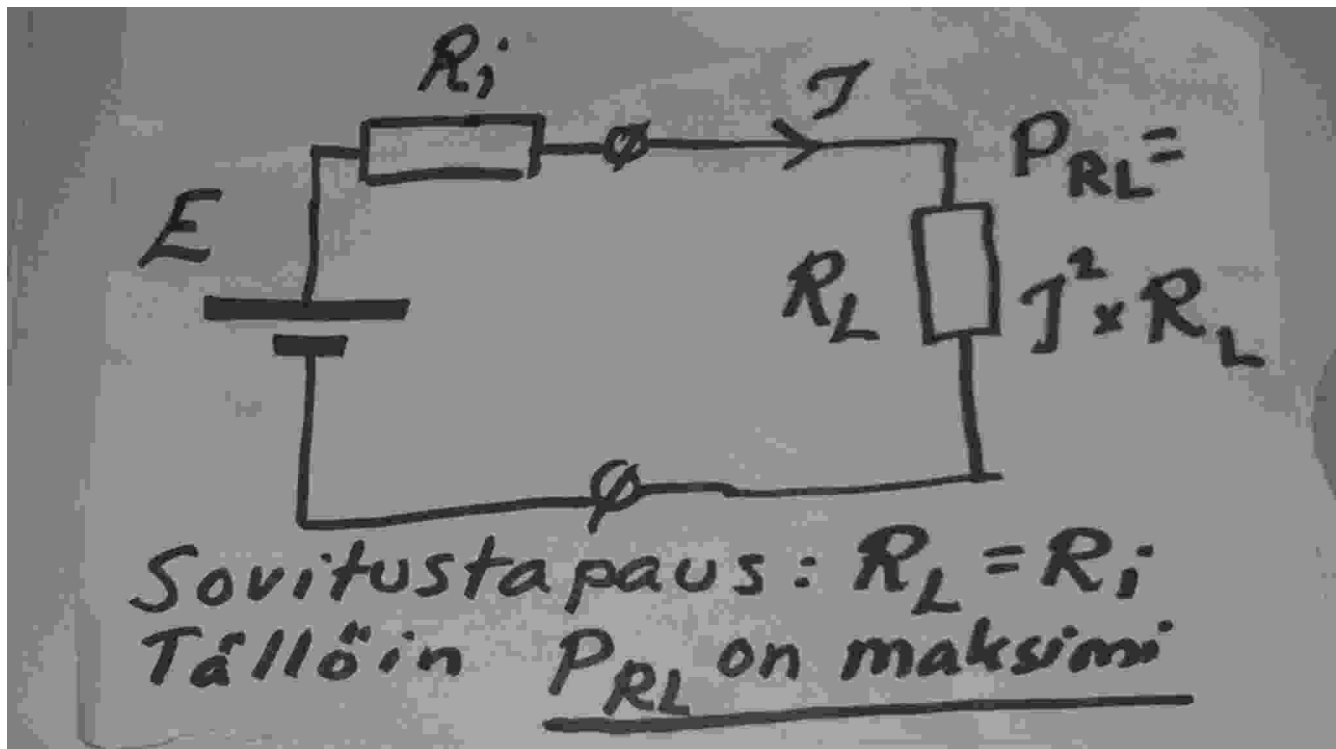 Ri
I
PRL=
E
RL
I²×RL
Sovitustapaus: RL=Ri
Tällöin PRL on maksimi